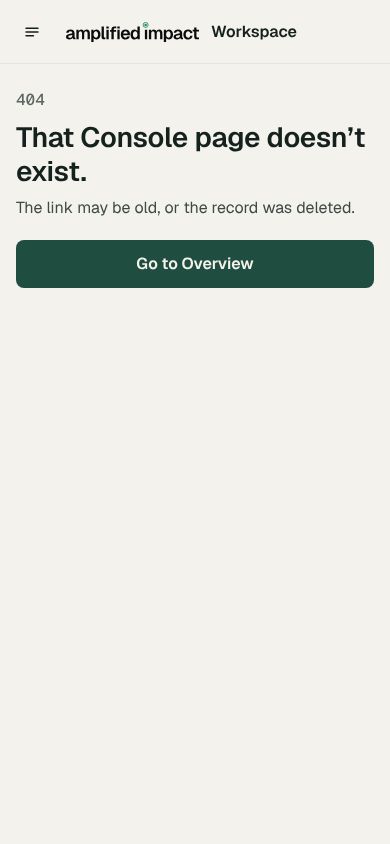 amplified impact Workspace
404
That Console page doesn’t
exist.
The link may be old, or the record was deleted.
Go to Overview